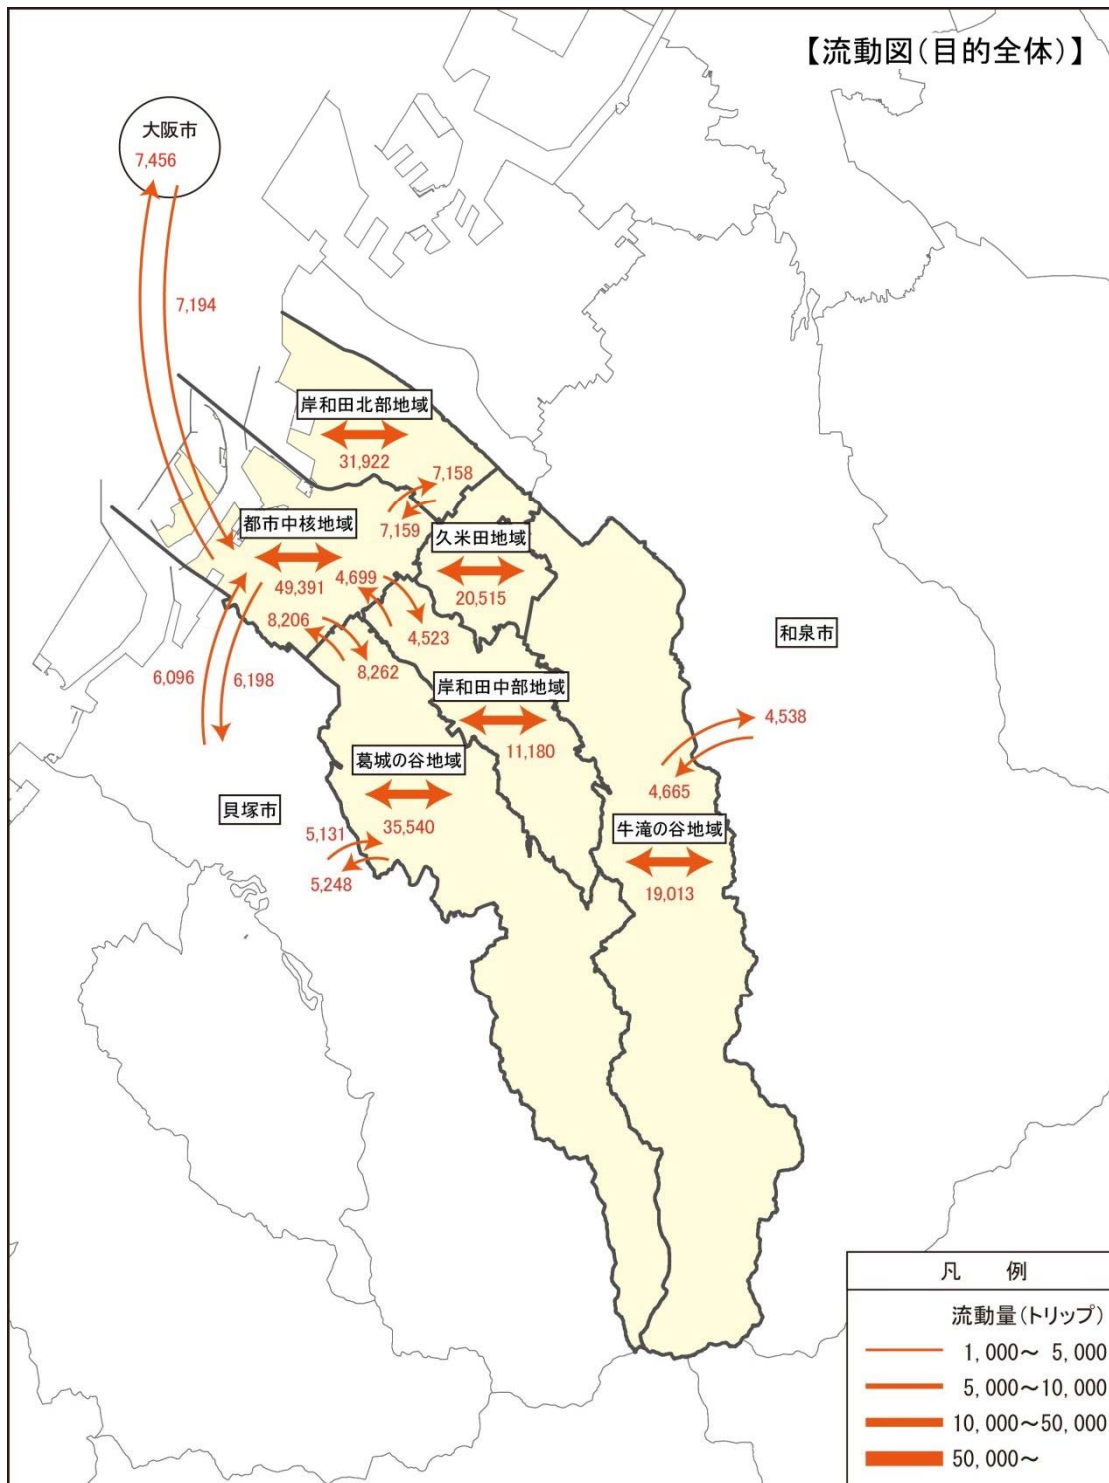 【流動図(目的全体)】
大阪市
7,456
7,194
岸和田北部地域
31,922
7,158
7,159
都市中核地域
49,391
久米田地域
20,515
4,699
4,523
8,206
8,262
和泉市
6,096
6,198
岸和田中部地域
11,180
4,538
4,665
葛城の谷地域
35,540
貝塚市
5,131
5,248
牛滝の谷地域
19,013
凡 例
流動量(トリップ)
1,000～ 5,000
5,000～10,000
10,000～50,000
50,000～